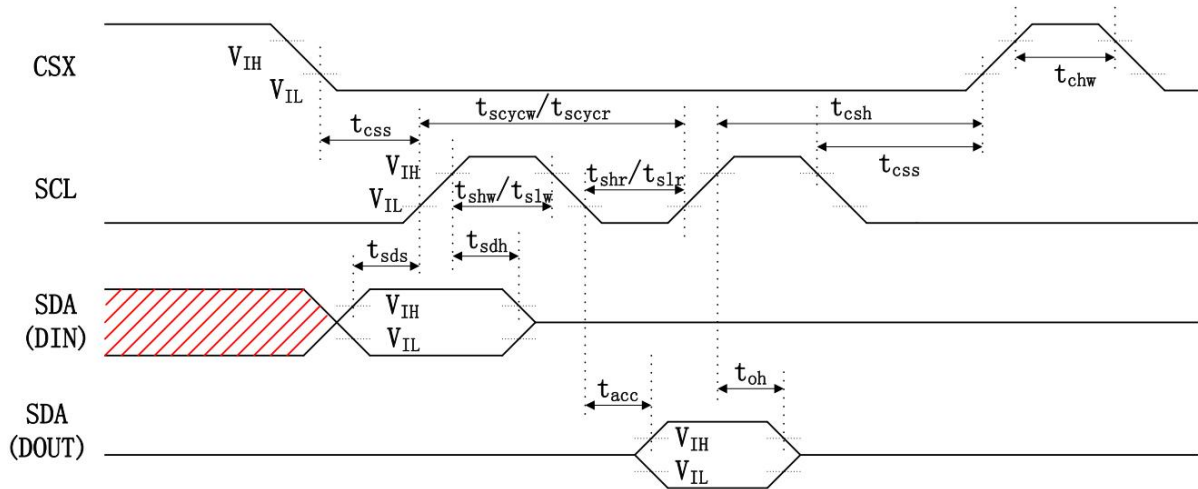 CSX
V_IH
V_IL
t_chw
t_scycw/t_scycr
t_csh
t_css
t_css
SCL
V_IH
V_IL
t_shw/t_slw
t_shr/t_slr
t_sds
t_sdh
SDA
(DIN)
V_IH
V_IL
t_acc
t_oh
SDA
(DOUT)
V_IH
V_IL